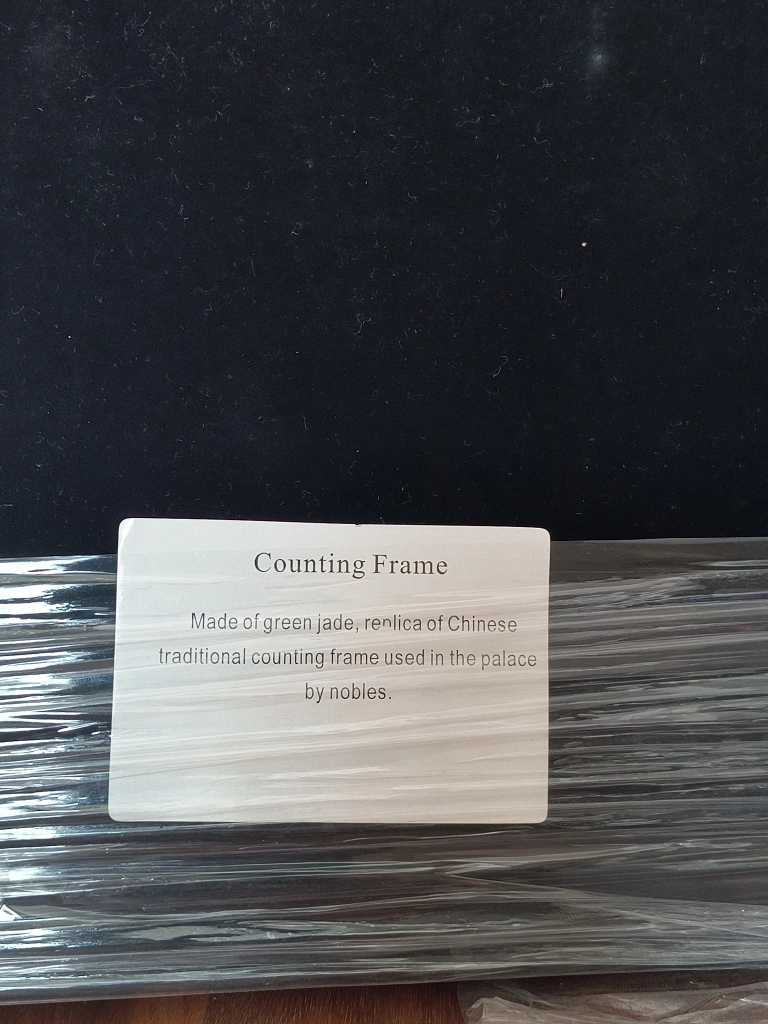 Counting Frame
Made of green jade, replica of Chinese
traditional counting frame used in the palace
by nobles.